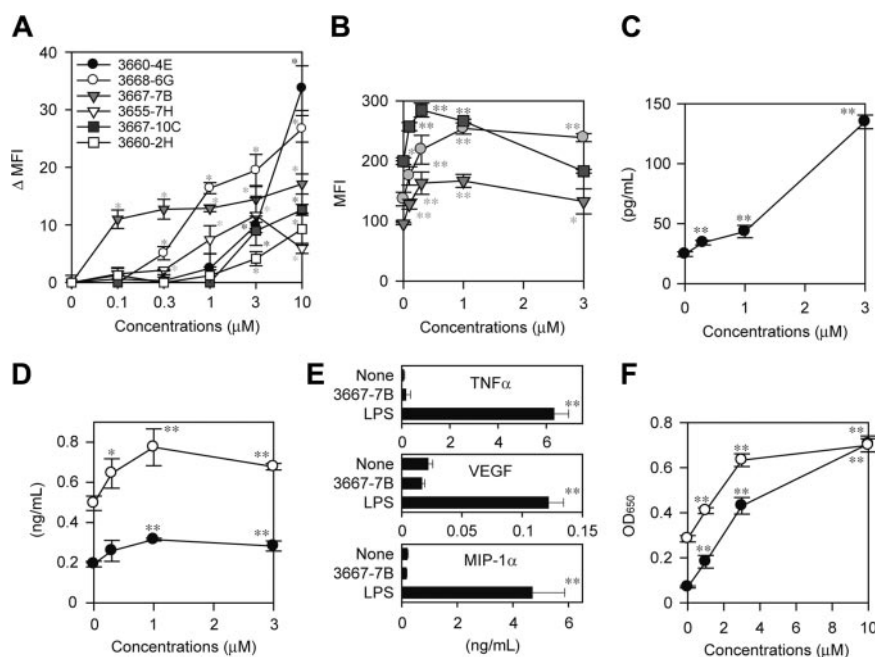 A
40
30
20
10
0
Δ MFI
3660-4E
3668-6G
3667-7B
3655-7H
3667-10C
3660-2H
* * * * * * * * * * * * * * * *
0 0.1 0.3 1 3 10
Concentrations (μM)
B
300
200
100
0
MFI
* ** ** ** ** ** ** ** ** *
0 1 2 3
Concentrations (μM)
C
150
100
50
0
(pg/mL)
** ** **
0 1 2 3
Concentrations (μM)
D
0.8
0.6
0.4
0.2
0
(ng/mL)
* ** **
** **
0 1 2 3
Concentrations (μM)
E
None
3667-7B
LPS
TNFα
**
0 2 4 6
None
3667-7B
LPS
VEGF
**
0 0.05 0.1 0.15
None
3667-7B
LPS
MIP-1α
**
0 2 4 6
(ng/mL)
F
0.8
0.6
0.4
0.2
0
OD650
** ** **
** ** **
0 2 4 6 8 10
Concentrations (μM)